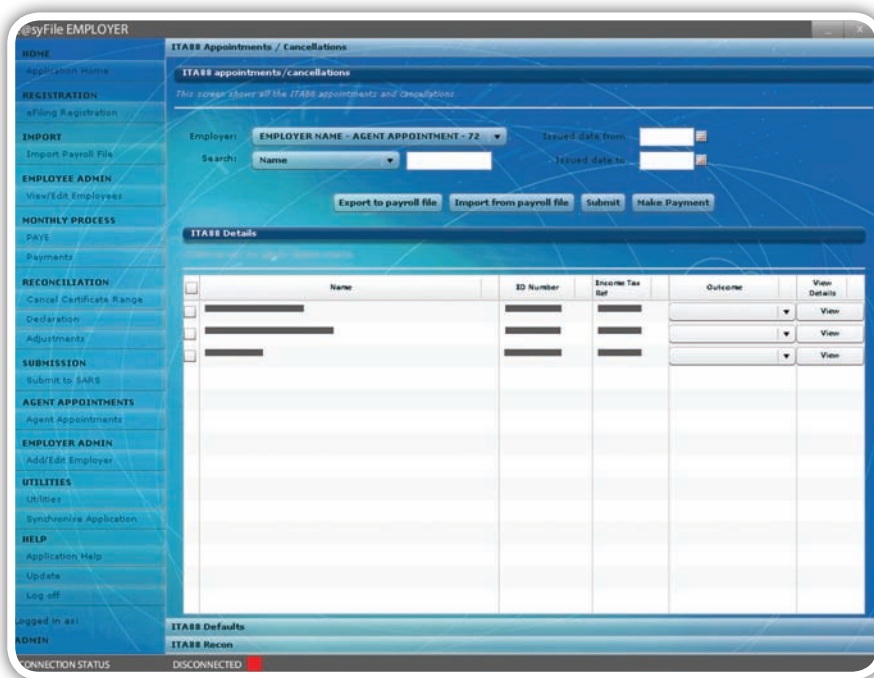 @syFile EMPLOYER
HOME
Application Home
REGISTRATION
eFiling Registration
IMPORT
Import Payroll File
EMPLOYEE ADMIN
View/Edit Employees
MONTHLY PROCESS
PAYE
Payments
RECONCILIATION
Cancel Certificate Range
Declaration
Adjustments
SUBMISSION
Submit to SARS
AGENT APPOINTMENTS
Agent Appointments
EMPLOYER ADMIN
Add/Edit Employer
UTILITIES
Utilities
Synchronise Application
HELP
Application Help
Update
Log off
Logged in as:
ADMIN
ITA88 Appointments / Cancellations
ITA88 appointments/cancellations
This screen shows all the ITA88 appointments and cancellations
Employer: EMPLOYER NAME - AGENT APPOINTMENT - 72 Issued date from
Search: Name Issued date to
Export to payroll file Import from payroll file Submit Make Payment
ITA88 Details
Name ID Number Income Tax Ref Outcome View Details
View
View
View
ITA88 Defaults
ITA88 Recon
CONNECTION STATUS DISCONNECTED